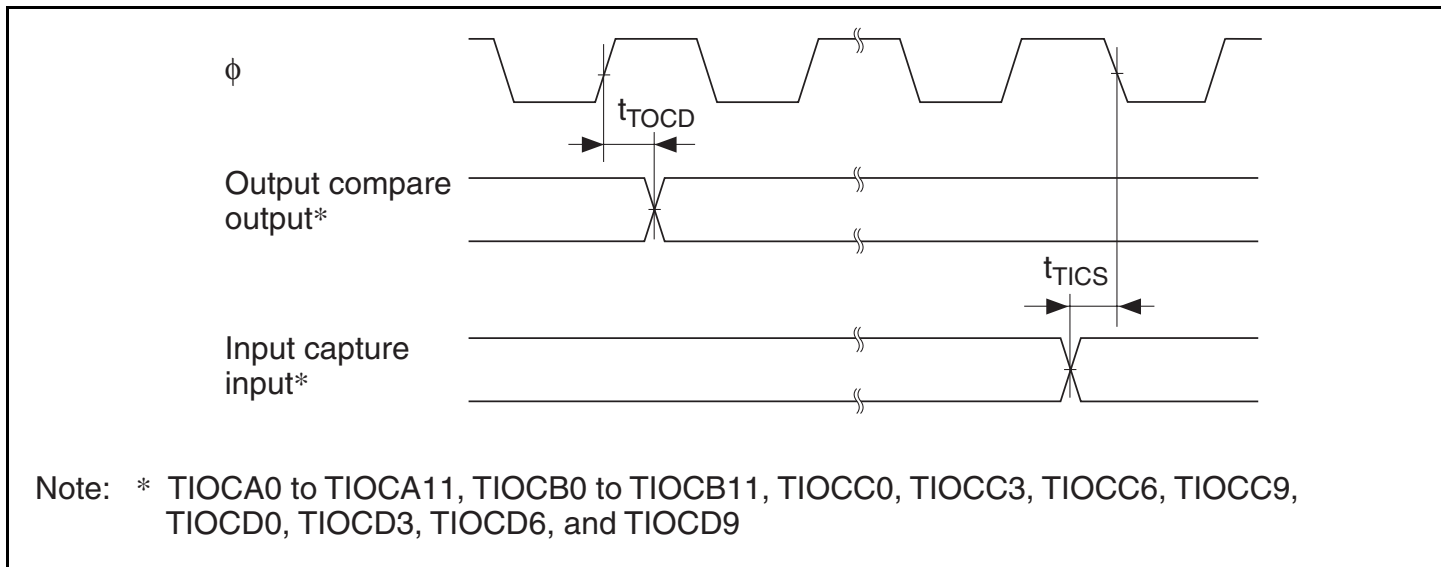 ϕ
tTOCD
Output compare
output*
tTICS
Input capture
input*
Note: * TIOCA0 to TIOCA11, TIOCB0 to TIOCB11, TIOCC0, TIOCC3, TIOCC6, TIOCC9,
TIOCD0, TIOCD3, TIOCD6, and TIOCD9